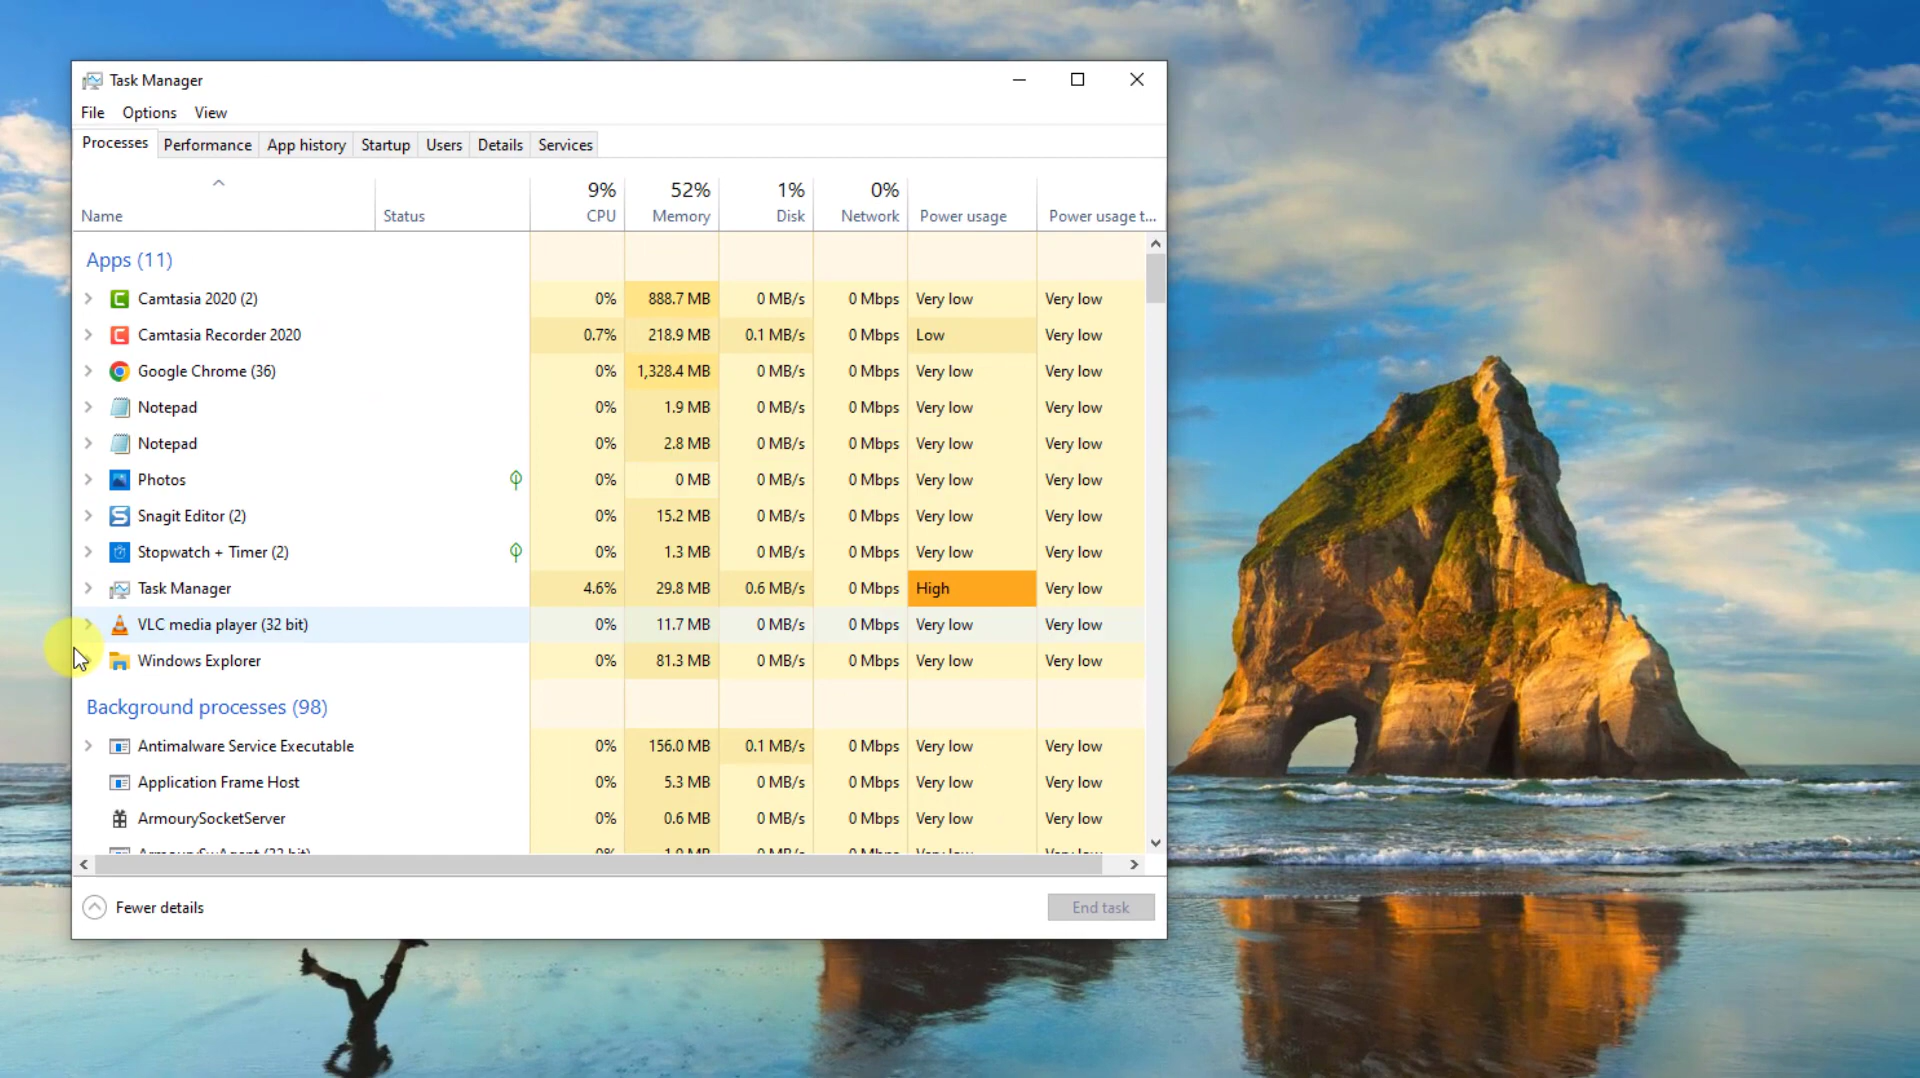 Task Manager
File Options View
Processes Performance App history Startup Users Details Services
9% 52% 1% 0%
Name Status CPU Memory Disk Network Power usage Power usage t...
Apps (11)
Camtasia 2020 (2) 0% 888.7 MB 0 MB/s 0 Mbps Very low Very low
Camtasia Recorder 2020 0.7% 218.9 MB 0.1 MB/s 0 Mbps Low Very low
Google Chrome (36) 0% 1,328.4 MB 0 MB/s 0 Mbps Very low Very low
Notepad 0% 1.9 MB 0 MB/s 0 Mbps Very low Very low
Notepad 0% 2.8 MB 0 MB/s 0 Mbps Very low Very low
Photos 0% 0 MB 0 MB/s 0 Mbps Very low Very low
Snagit Editor (2) 0% 15.2 MB 0 MB/s 0 Mbps Very low Very low
Stopwatch + Timer (2) 0% 1.3 MB 0 MB/s 0 Mbps Very low Very low
Task Manager 4.6% 29.8 MB 0.6 MB/s 0 Mbps High Very low
VLC media player (32 bit) 0% 11.7 MB 0 MB/s 0 Mbps Very low Very low
Windows Explorer 0% 81.3 MB 0 MB/s 0 Mbps Very low Very low
Background processes (98)
Antimalware Service Executable 0% 156.0 MB 0.1 MB/s 0 Mbps Very low Very low
Application Frame Host 0% 5.3 MB 0 MB/s 0 Mbps Very low Very low
ArmourySocketServer 0% 0.6 MB 0 MB/s 0 Mbps Very low Very low
Fewer details End task